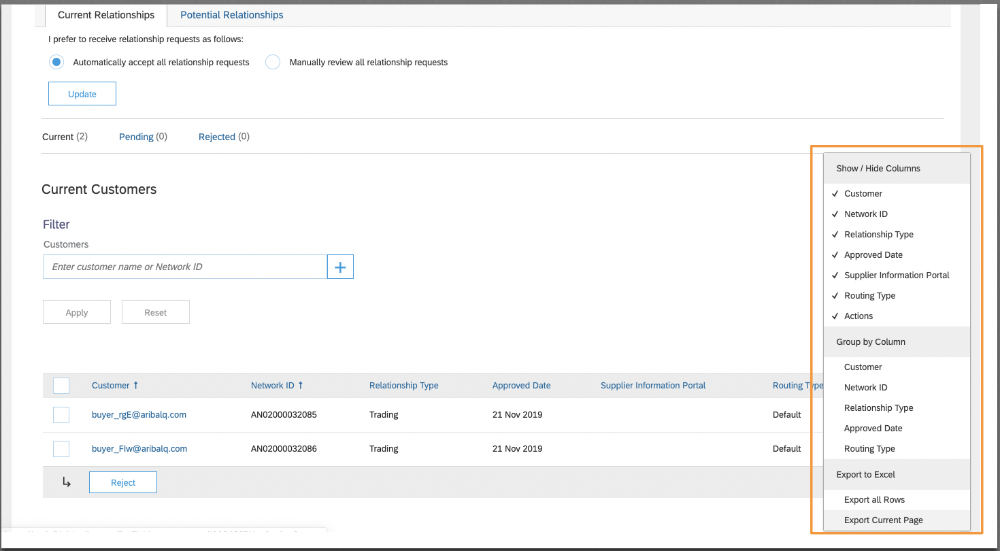 Current Relationships Potential Relationships
I prefer to receive relationship requests as follows:
Automatically accept all relationship requests Manually review all relationship requests
Update
Current (2) Pending (0) Rejected (0)
Current Customers
Filter
Customers
Enter customer name or Network ID +
Apply Reset
Customer ↑ Network ID ↑ Relationship Type Approved Date Supplier Information Portal Routing Type
buyer_rgE@aribalq.com AN02000032085 Trading 21 Nov 2019 Default
buyer_FIw@aribalq.com AN02000032086 Trading 21 Nov 2019 Default
Reject
Show / Hide Columns
✓ Customer
✓ Network ID
✓ Relationship Type
✓ Approved Date
✓ Supplier Information Portal
✓ Routing Type
✓ Actions
Group by Column
Customer
Network ID
Relationship Type
Approved Date
Routing Type
Export to Excel
Export all Rows
Export Current Page